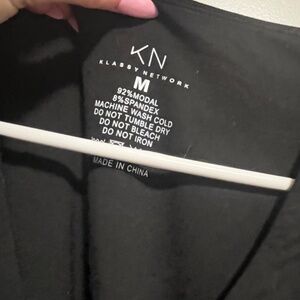 KN
KLASSY NETWORK
M
92%MODAL
8%SPANDEX
MACHINE WASH COLD
DO NOT TUMBLE DRY
DO NOT BLEACH
DO NOT IRON
MADE IN CHINA